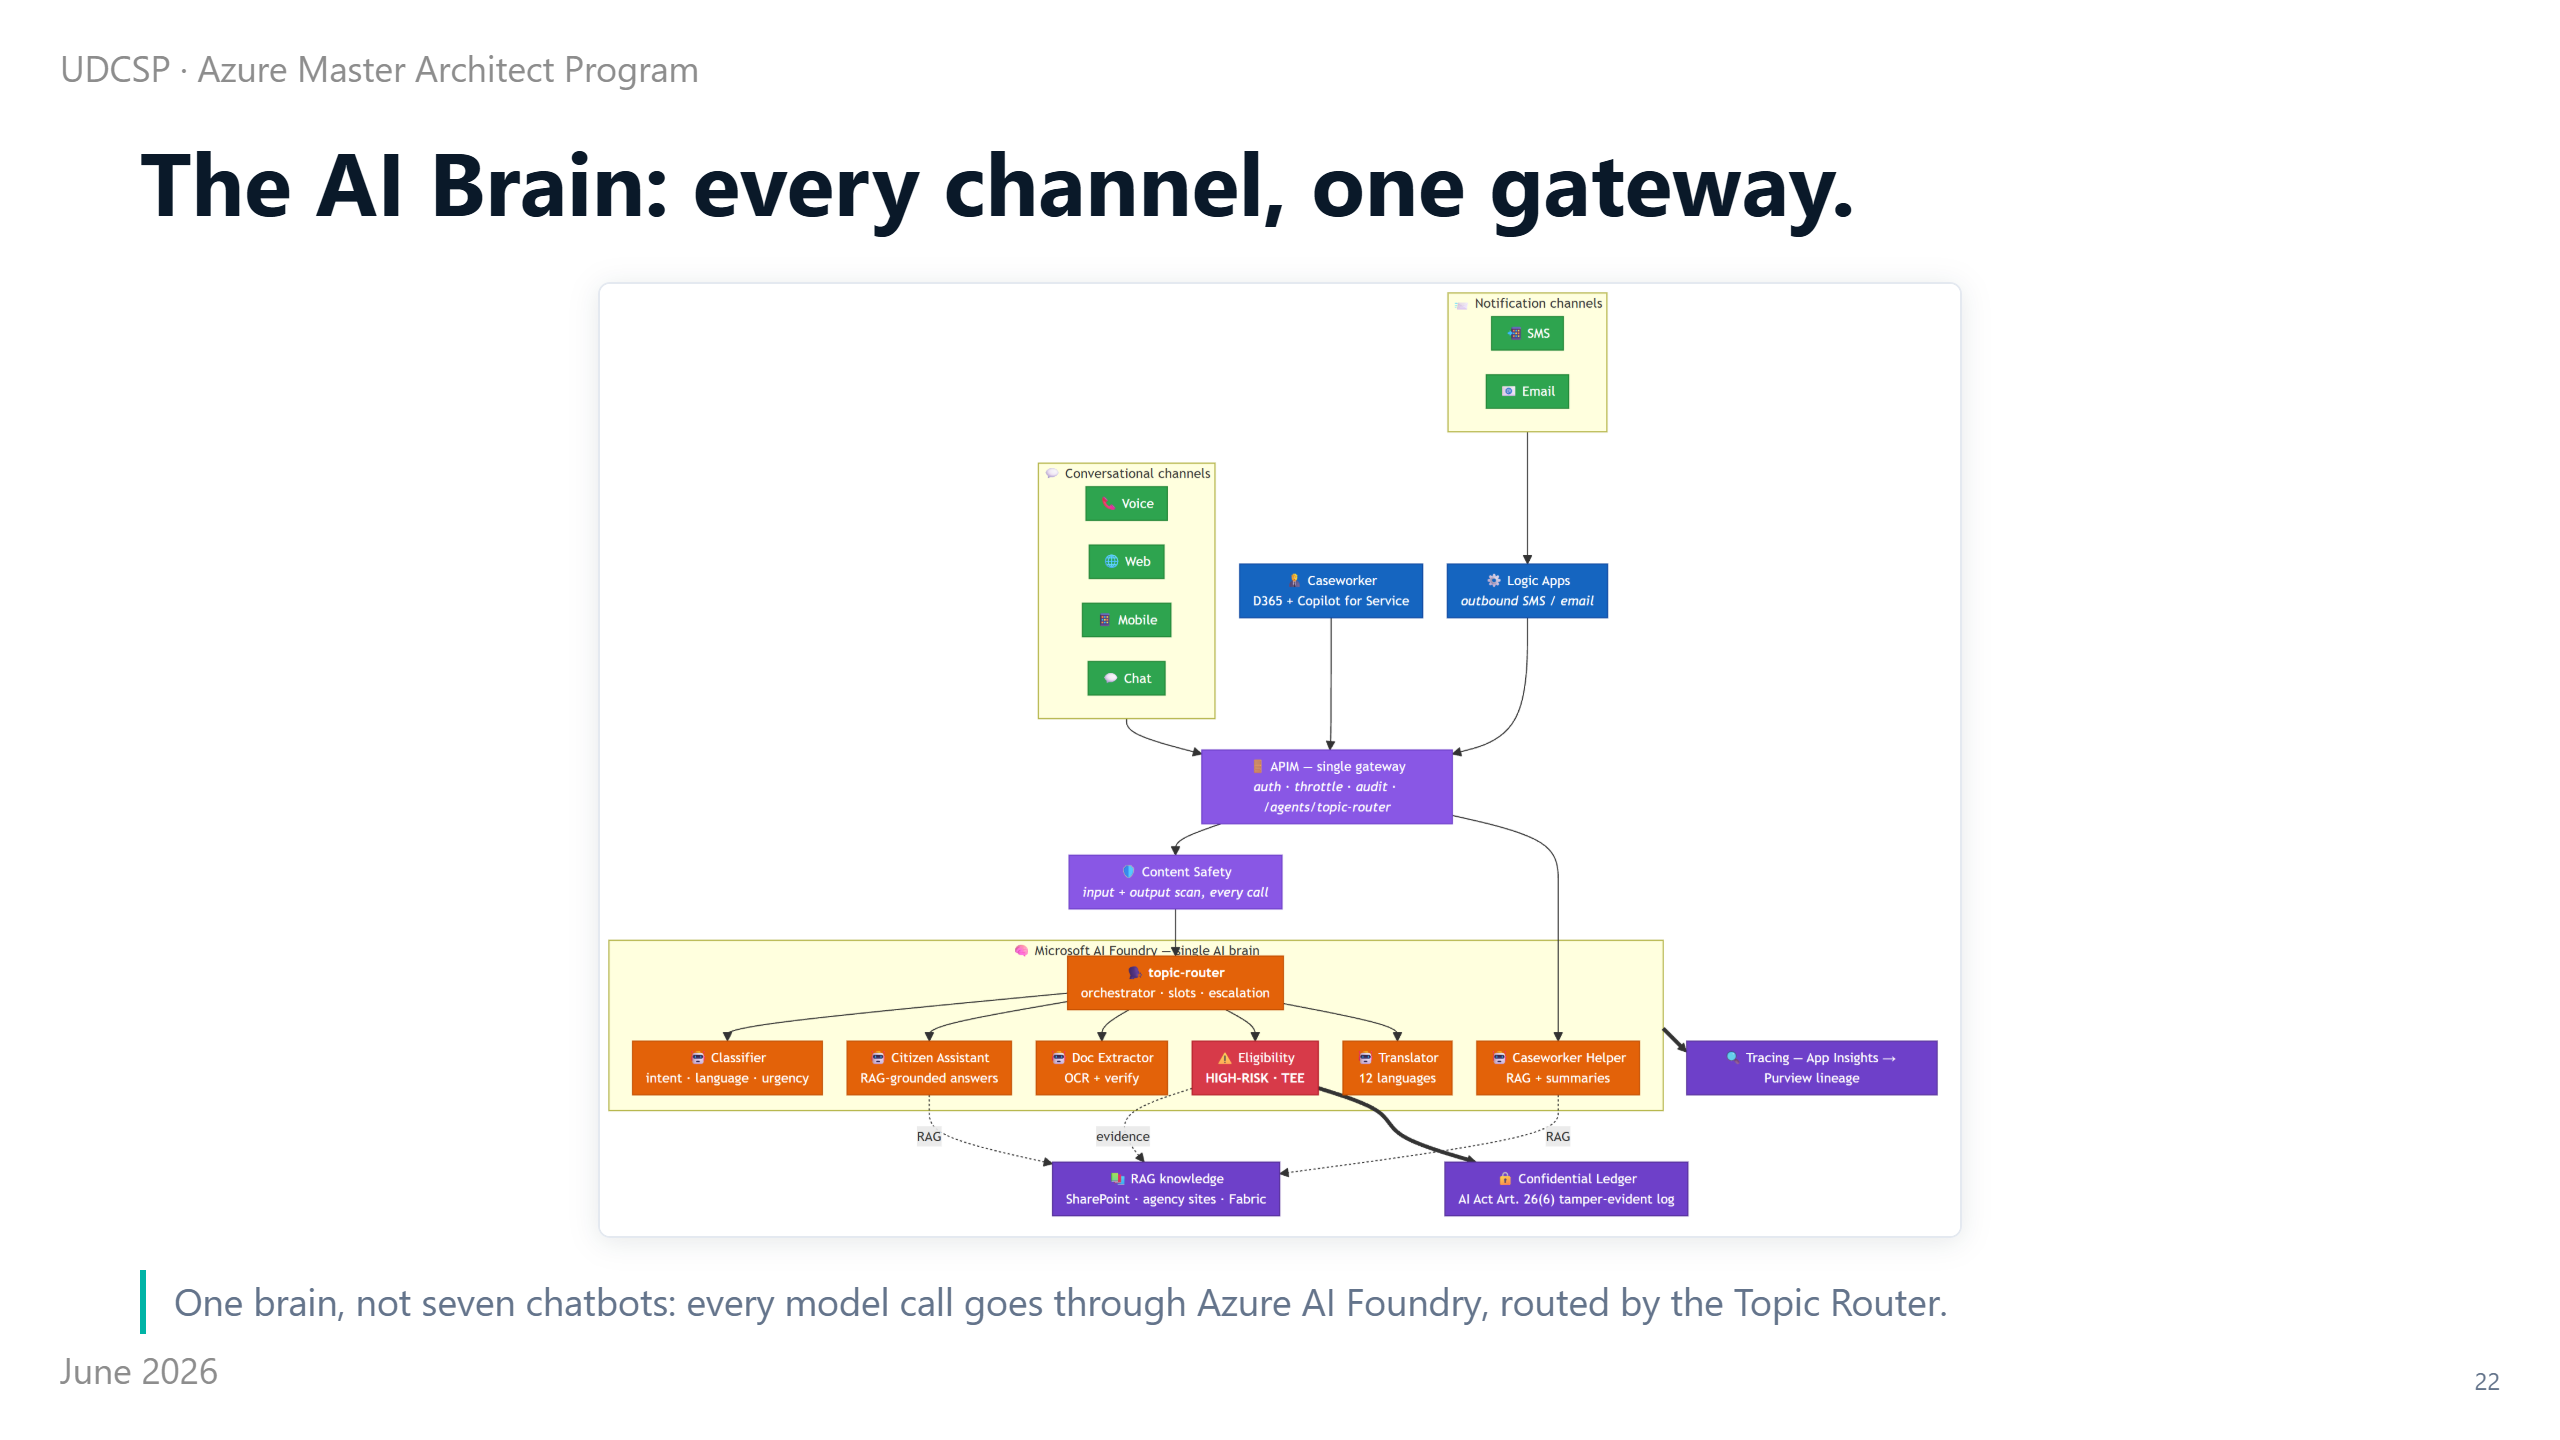 UDCSP · Azure Master Architect Program
The AI Brain: every channel, one gateway.
Notification channels
SMS
Email
Conversational channels
Voice
Web
Mobile
Chat
Caseworker
D365 + Copilot for Service
Logic Apps
outbound SMS / email
APIM — single gateway
auth · throttle · audit ·
/agents/topic-router
Content Safety
input + output scan, every call
Microsoft AI Foundry — single AI brain
topic-router
orchestrator · slots · escalation
Classifier
intent · language · urgency
Citizen Assistant
RAG-grounded answers
Doc Extractor
OCR + verify
Eligibility
HIGH-RISK · TEE
Translator
12 languages
Caseworker Helper
RAG + summaries
Tracing — App Insights →
Purview lineage
RAG
evidence
RAG
RAG knowledge
SharePoint · agency sites · Fabric
Confidential Ledger
AI Act Art. 26(6) tamper-evident log
One brain, not seven chatbots: every model call goes through Azure AI Foundry, routed by the Topic Router.
June 2026
22